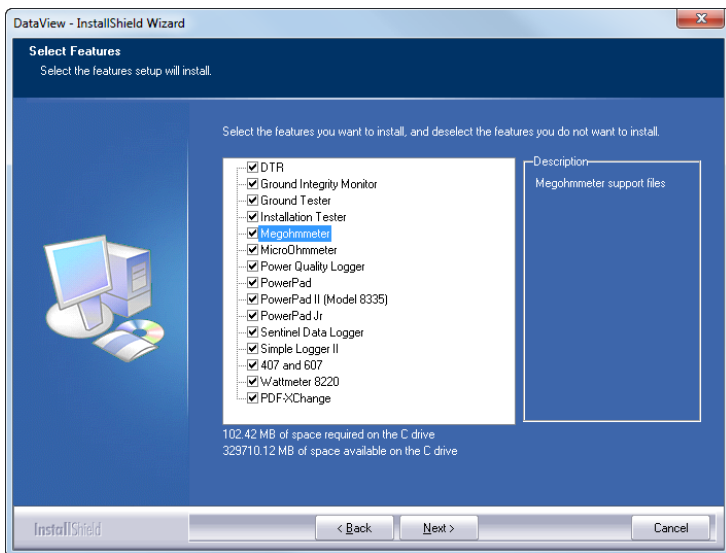 DataView - InstallShield Wizard
Select Features
Select the features setup will install.
Select the features you want to install, and deselect the features you do not want to install.
DTR
Ground Integrity Monitor
Ground Tester
Installation Tester
Megohmmeter
MicroOhmmeter
Power Quality Logger
PowerPad
PowerPad II (Model 8335)
PowerPad Jr
Sentinel Data Logger
Simple Logger II
407 and 607
Wattmeter 8220
PDF-XChange
Description
Megohmmeter support files
102.42 MB of space required on the C drive
329710.12 MB of space available on the C drive
InstallShield
< Back
Next >
Cancel